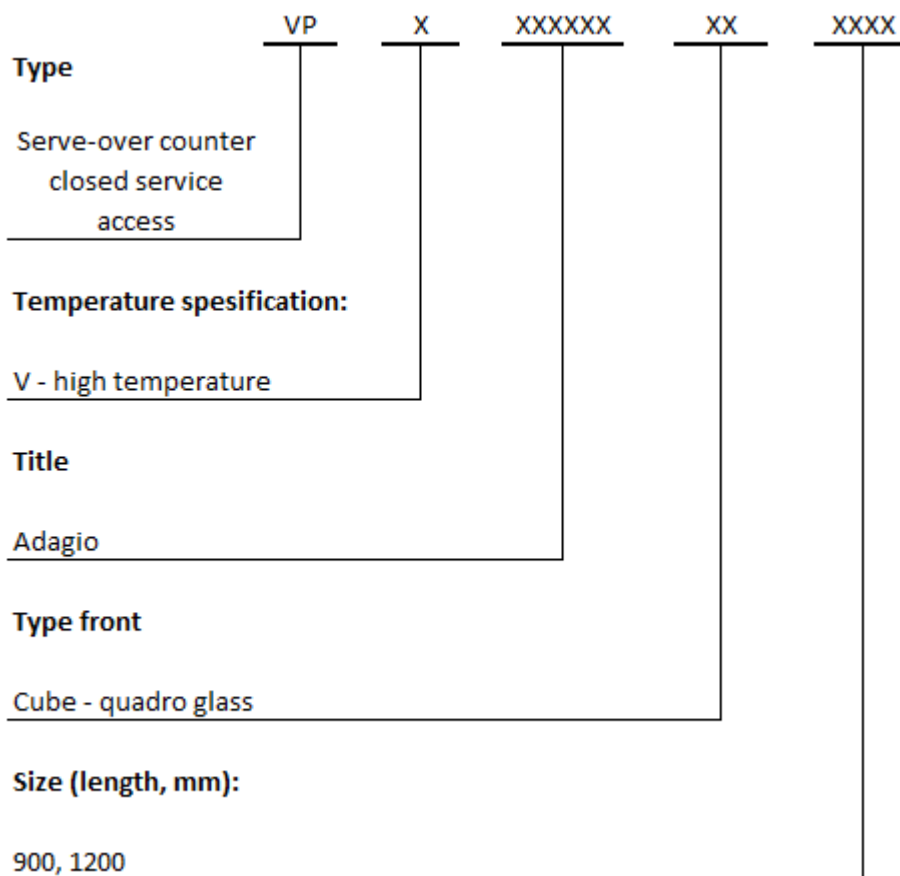 VP X XXXXXX XX XXXX
Type
Serve-over counter
closed service
access
Temperature spesification:
V - high temperature
Title
Adagio
Type front
Cube - quadro glass
Size (length, mm):
900, 1200